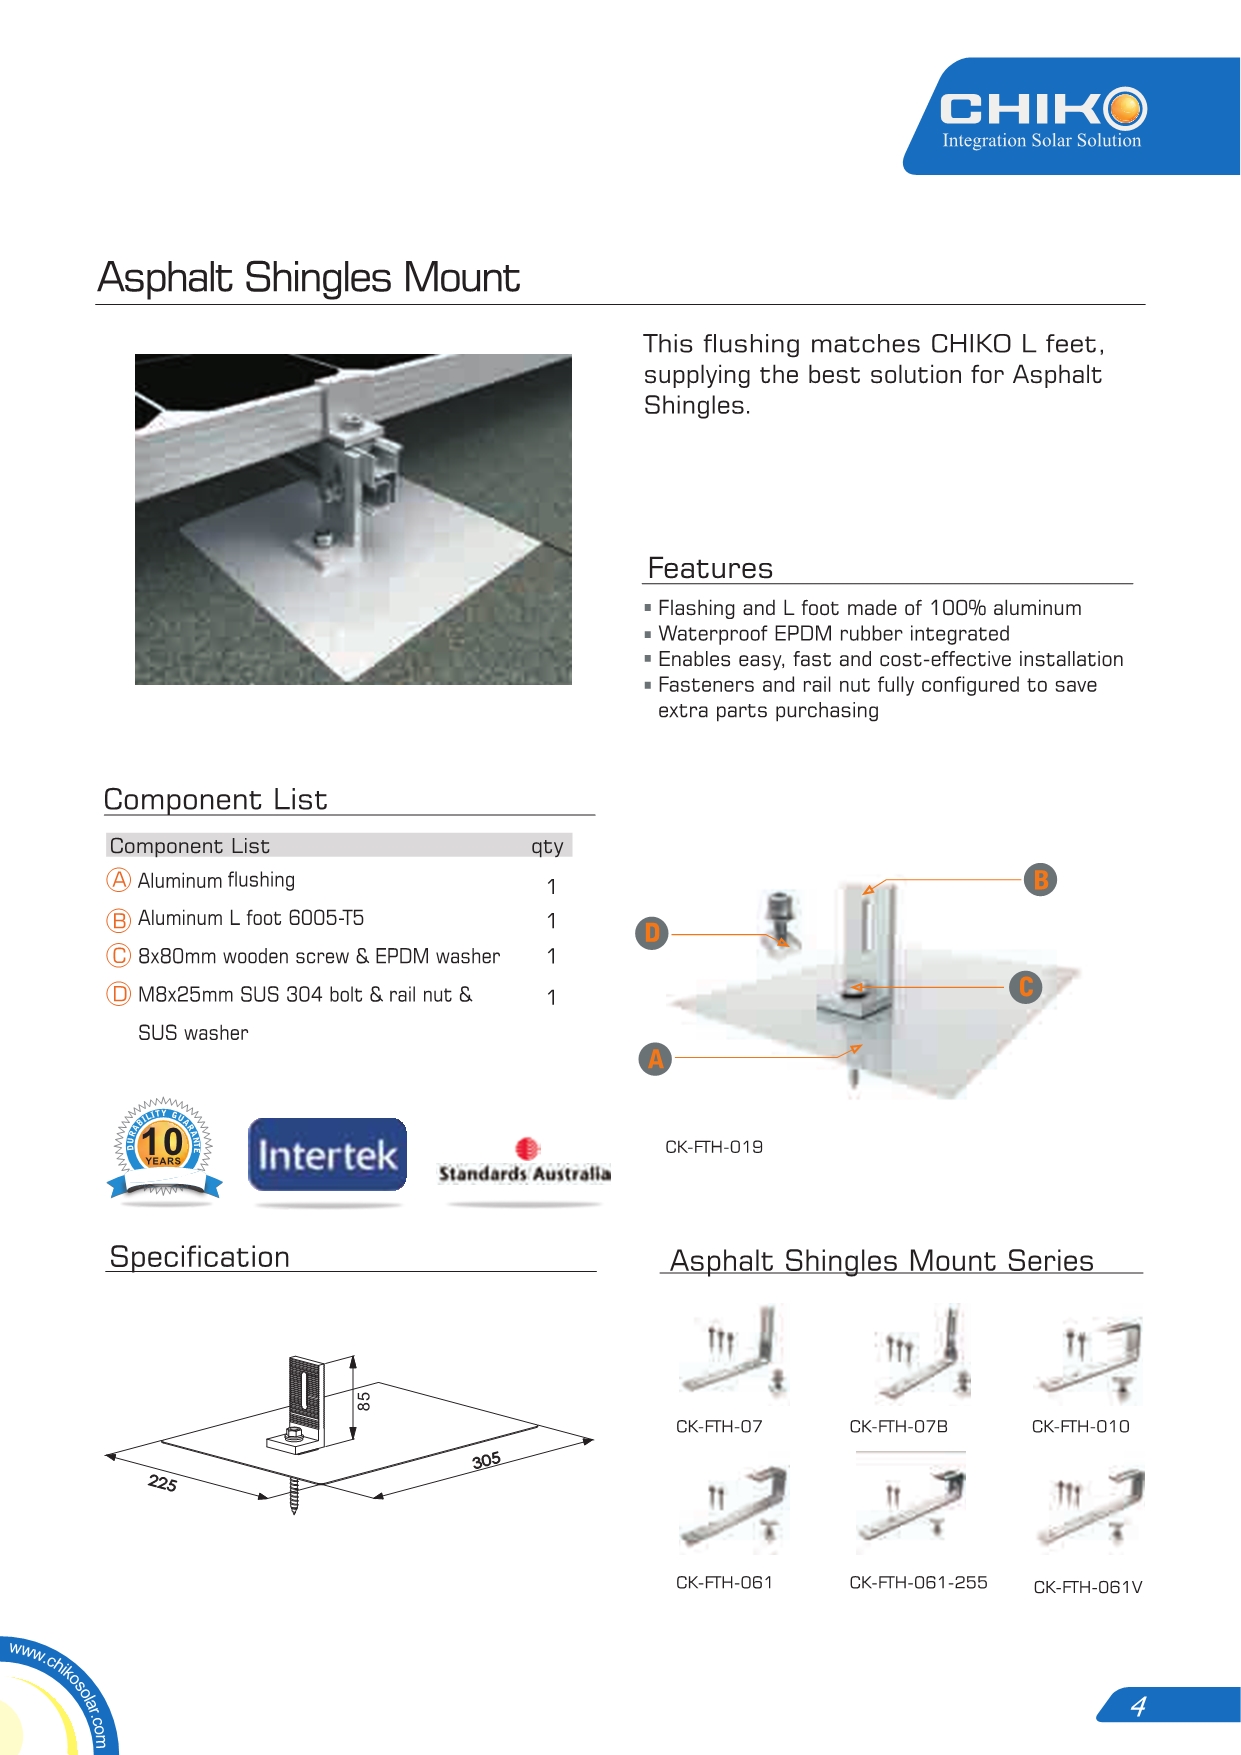 CHIKO
Integration Solar Solution
Asphalt Shingles Mount
This flushing matches CHIKO L feet,
supplying the best solution for Asphalt
Shingles.
Features
Flashing and L foot made of 100% aluminum
Waterproof EPDM rubber integrated
Enables easy, fast and cost-effective installation
Fasteners and rail nut fully configured to save
extra parts purchasing
Component List
Component List qty
A Aluminum flushing 1
B Aluminum L foot 6005-T5 1
C 8x80mm wooden screw & EPDM washer 1
D M8x25mm SUS 304 bolt & rail nut & 1
SUS washer
B
D
C
A
CK-FTH-019
DURABILITY GUARANTE
10
YEARS
Intertek
Standards Australia
Specification
85
225
305
Asphalt Shingles Mount Series
CK-FTH-07
CK-FTH-07B
CK-FTH-010
CK-FTH-061
CK-FTH-061-255
CK-FTH-061V
www.chikosolar.com
4